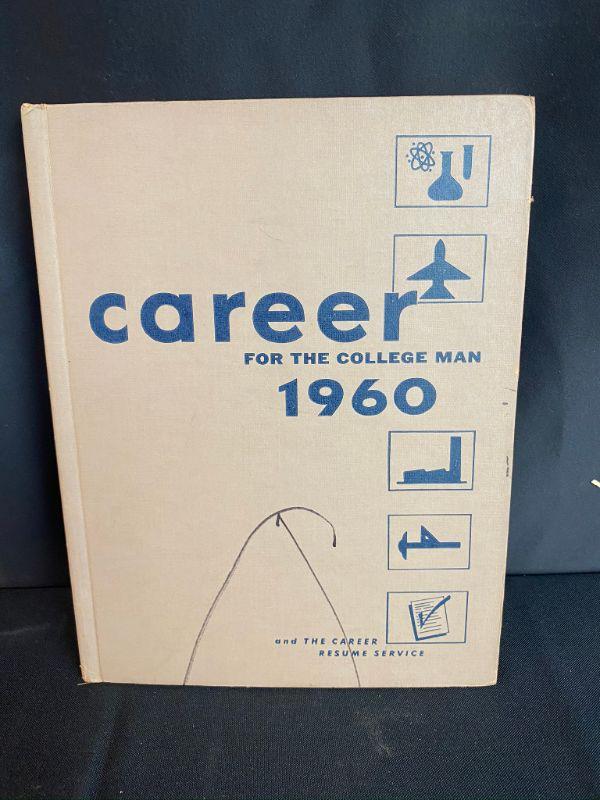 career
FOR THE COLLEGE MAN
1960
and THE CAREER
RESUME SERVICE